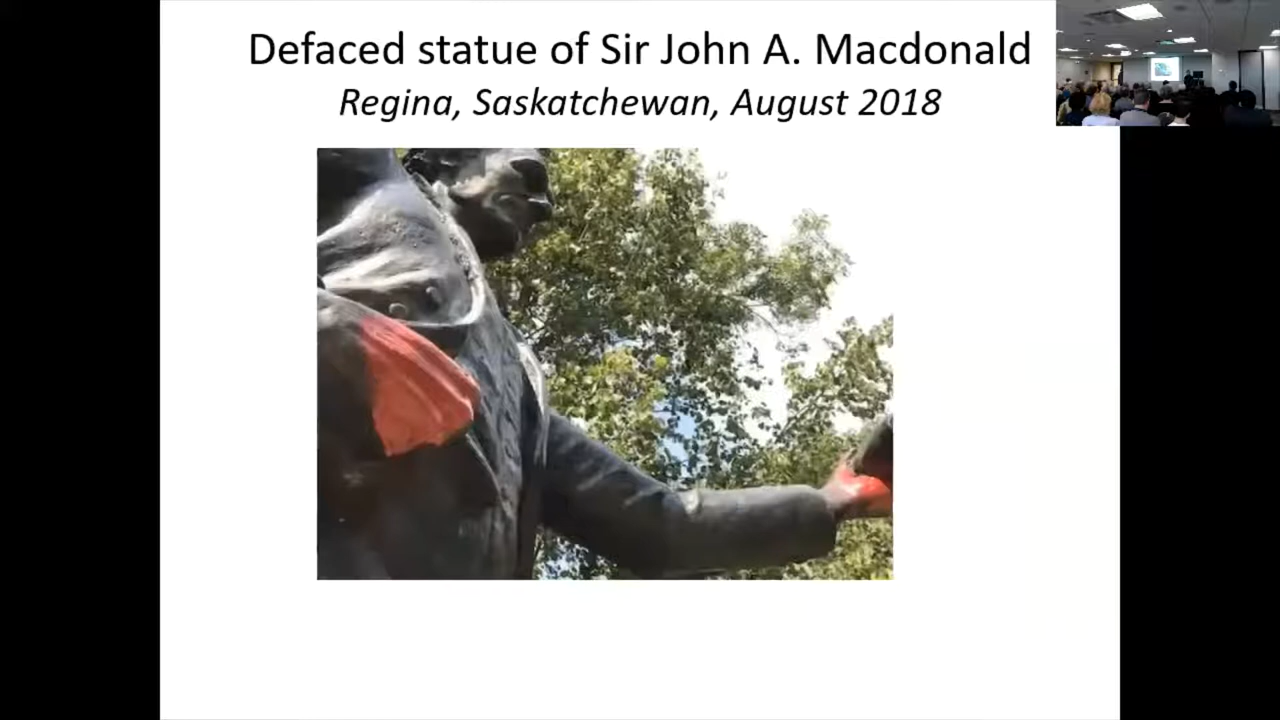 Defaced statue of Sir John A. Macdonald
Regina, Saskatchewan, August 2018